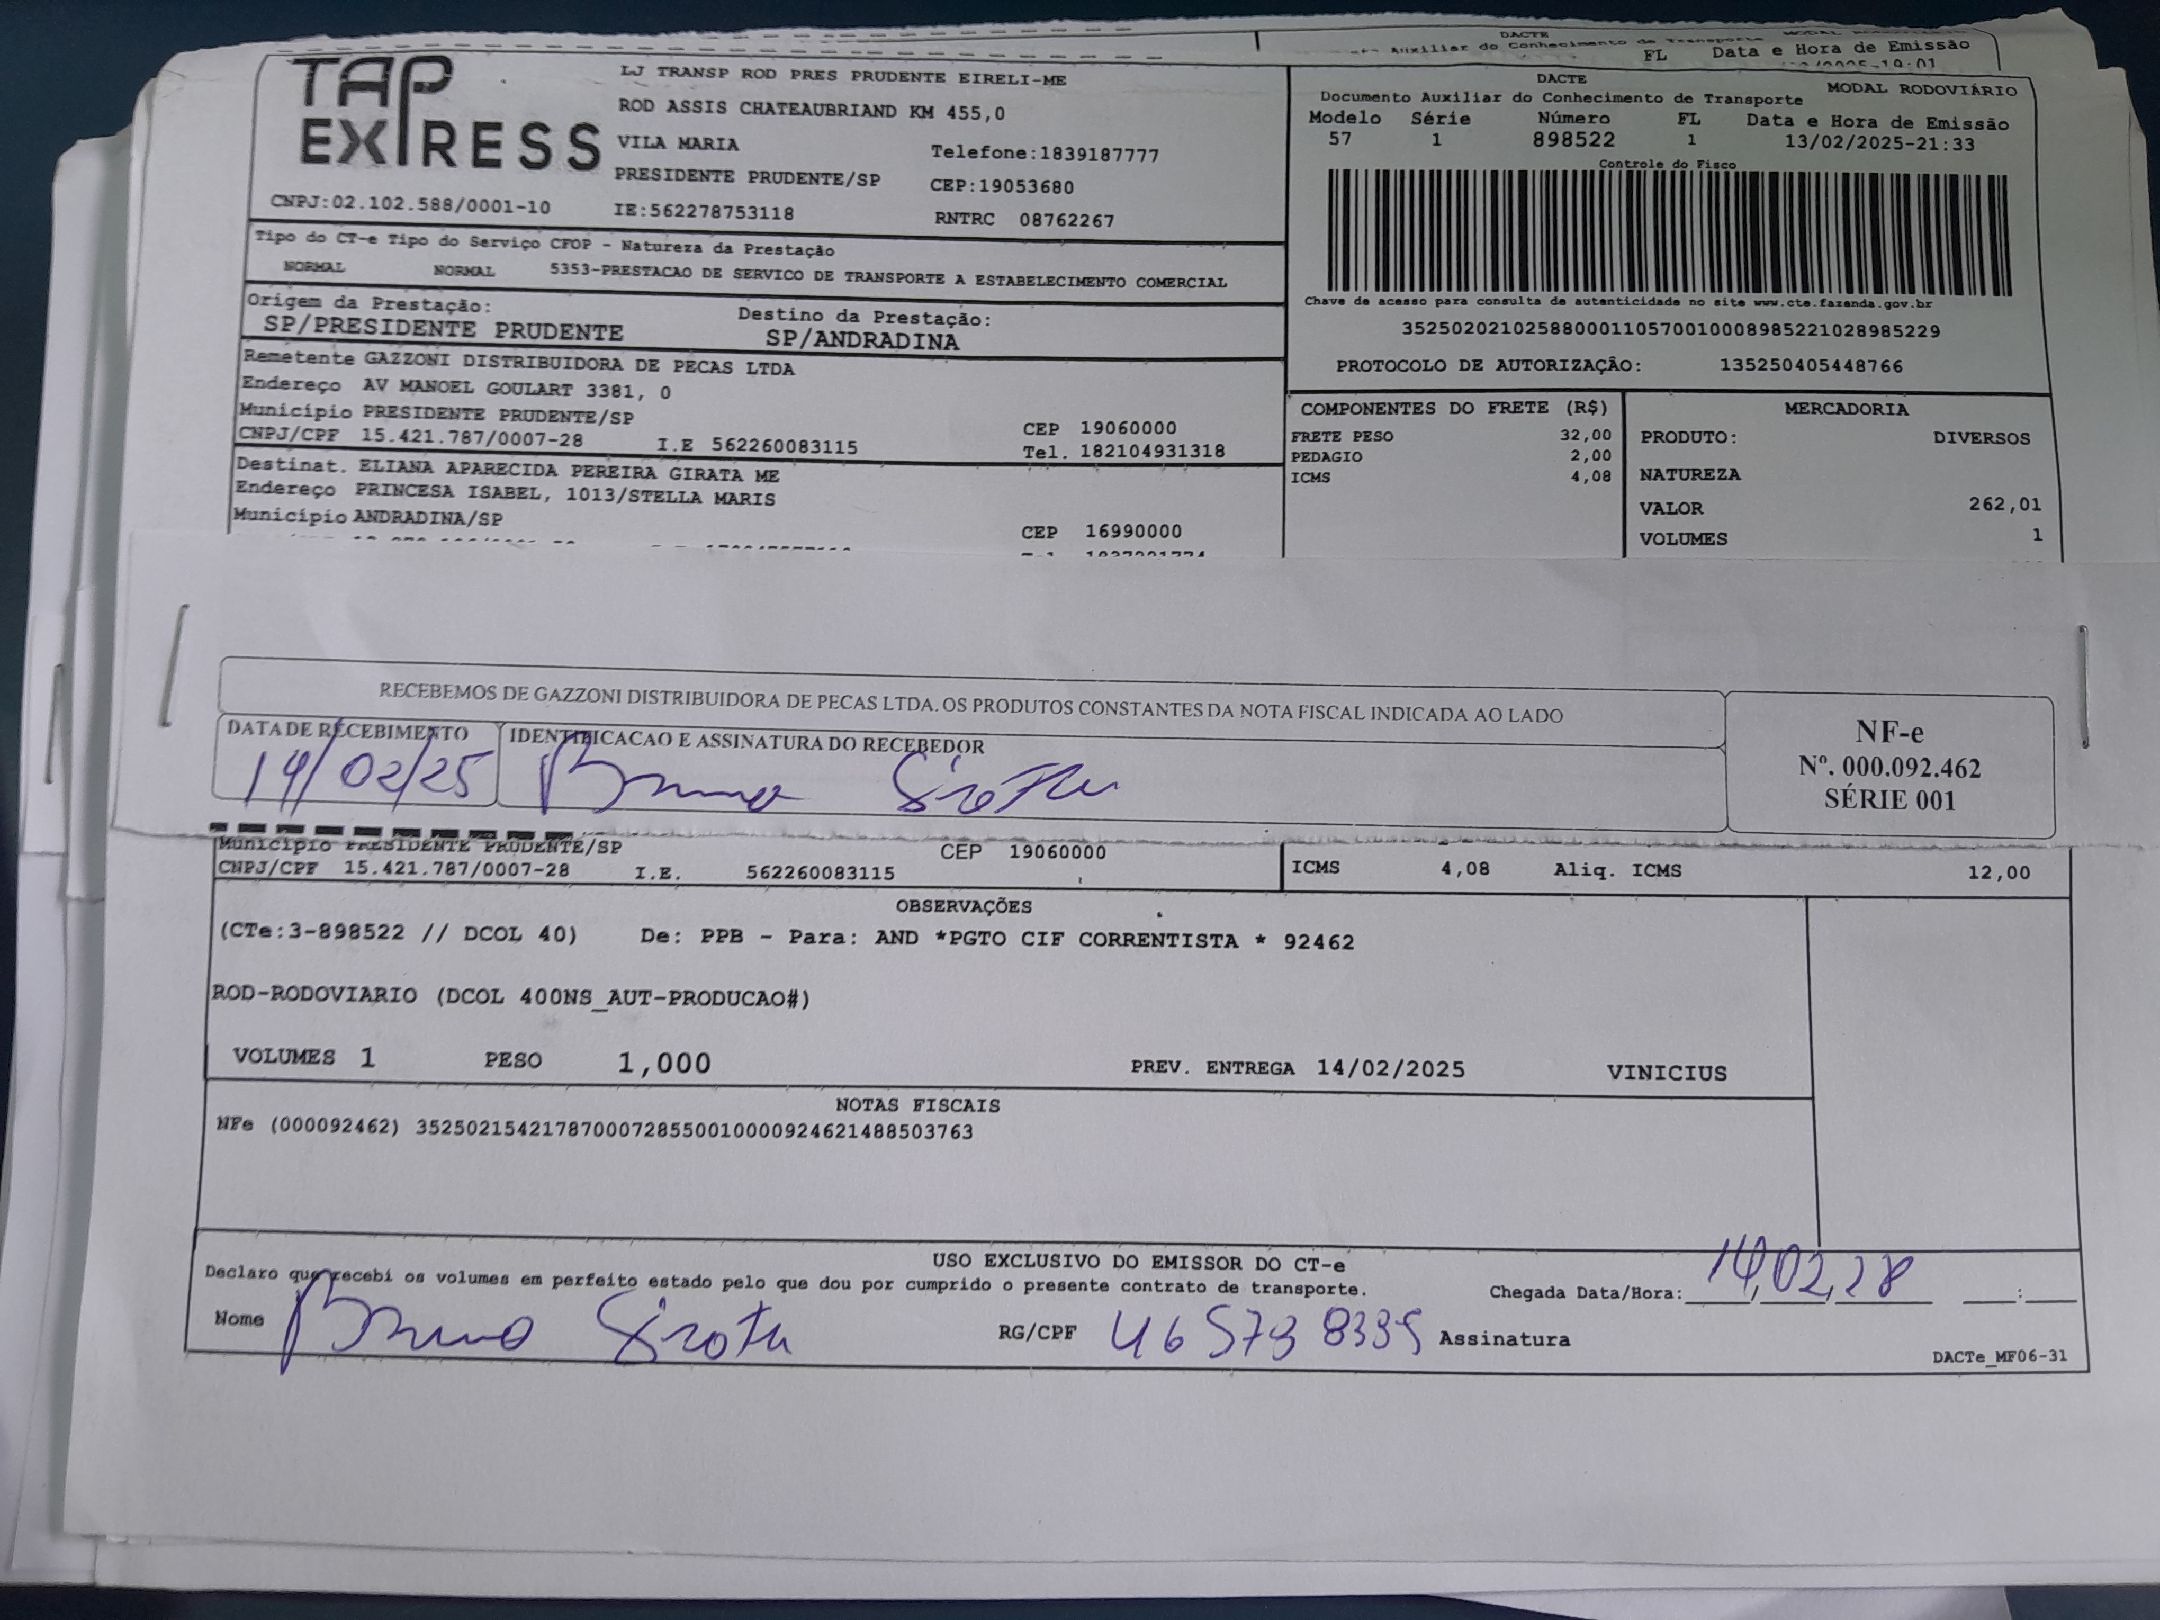 DACTE
FL Data e Hora de Emissão
TAP EXPRESS
LJ TRANSP ROD PRES PRUDENTE EIRELI-ME
ROD ASSIS CHATEAUBRIAND KM 455,0
VILA MARIA Telefone:1839187777
PRESIDENTE PRUDENTE/SP CEP:19053680
CNPJ:02.102.588/0001-10 IE:562278753118 RNTRC 08762267
DACTE MODAL RODOVIÁRIO
Documento Auxiliar do Conhecimento de Transporte
Modelo Série Número FL Data e Hora de Emissão
57 1 898522 1 13/02/2025-21:33
Controle do Fisco
Chave de acesso para consulta de autenticidade no site www.cte.fazenda.gov.br
35250202102588000110570010008985221028985229
PROTOCOLO DE AUTORIZAÇÃO: 135250405448766
Tipo do CT-e Tipo do Serviço CFOP - Natureza da Prestação
NORMAL NORMAL 5353-PRESTACAO DE SERVICO DE TRANSPORTE A ESTABELECIMENTO COMERCIAL
Origem da Prestação: Destino da Prestação:
SP/PRESIDENTE PRUDENTE SP/ANDRADINA
Remetente GAZZONI DISTRIBUIDORA DE PECAS LTDA
Endereço AV MANOEL GOULART 3381, 0
Município PRESIDENTE PRUDENTE/SP CEP 19060000
CNPJ/CPF 15.421.787/0007-28 I.E 562260083115 Tel. 182104931318
Destinat. ELIANA APARECIDA PEREIRA GIRATA ME
Endereço PRINCESA ISABEL, 1013/STELLA MARIS
Município ANDRADINA/SP CEP 16990000
COMPONENTES DO FRETE (R$)
FRETE PESO 32,00
PEDAGIO 2,00
ICMS 4,08
MERCADORIA
PRODUTO: DIVERSOS
NATUREZA
VALOR 262,01
VOLUMES 1
RECEBEMOS DE GAZZONI DISTRIBUIDORA DE PECAS LTDA. OS PRODUTOS CONSTANTES DA NOTA FISCAL INDICADA AO LADO
DATA DE RECEBIMENTO IDENTIFICACAO E ASSINATURA DO RECEBEDOR
14/02/25 Bruno Girota
NF-e
Nº. 000.092.462
SÉRIE 001
Município PRESIDENTE PRUDENTE/SP CEP 19060000
CNPJ/CPF 15.421.787/0007-28 I.E. 562260083115
ICMS 4,08 Aliq. ICMS 12,00
OBSERVAÇÕES
(CTe:3-898522 // DCOL 40) De: PPB - Para: AND *PGTO CIF CORRENTISTA * 92462
ROD-RODOVIARIO (DCOL 400NS_AUT-PRODUCAO#)
VOLUMES 1 PESO 1,000 PREV. ENTREGA 14/02/2025 VINICIUS
NOTAS FISCAIS
NFe (000092462) 35250215421787000728550010000924621488503763
USO EXCLUSIVO DO EMISSOR DO CT-e
Declaro que recebi os volumes em perfeito estado pelo que dou por cumprido o presente contrato de transporte.
Chegada Data/Hora: 14,02,28 :
Nome Bruno Girota RG/CPF 46 573 8335 Assinatura
DACTe_MF06-31